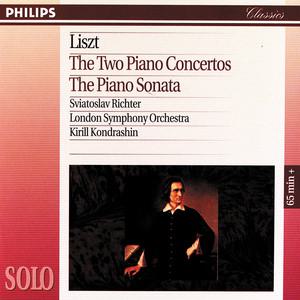 PHILIPS
Classics
Liszt
The Two Piano Concertos
The Piano Sonata
Sviatoslav Richter
London Symphony Orchestra
Kirill Kondrashin
65 min +
SOLO